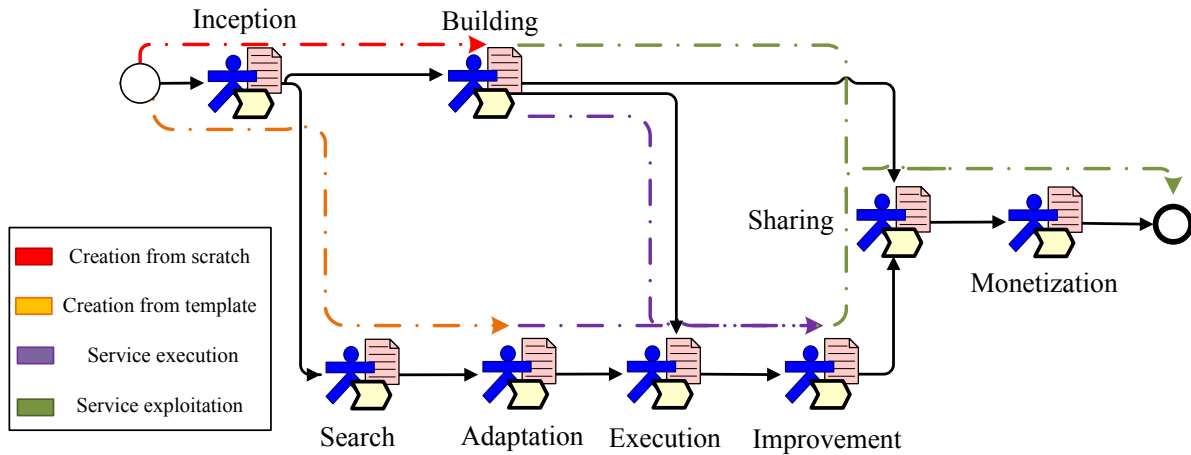 Inception
Building
Sharing
Monetization
Creation from scratch
Creation from template
Service execution
Service exploitation
Search
Adaptation
Execution
Improvement